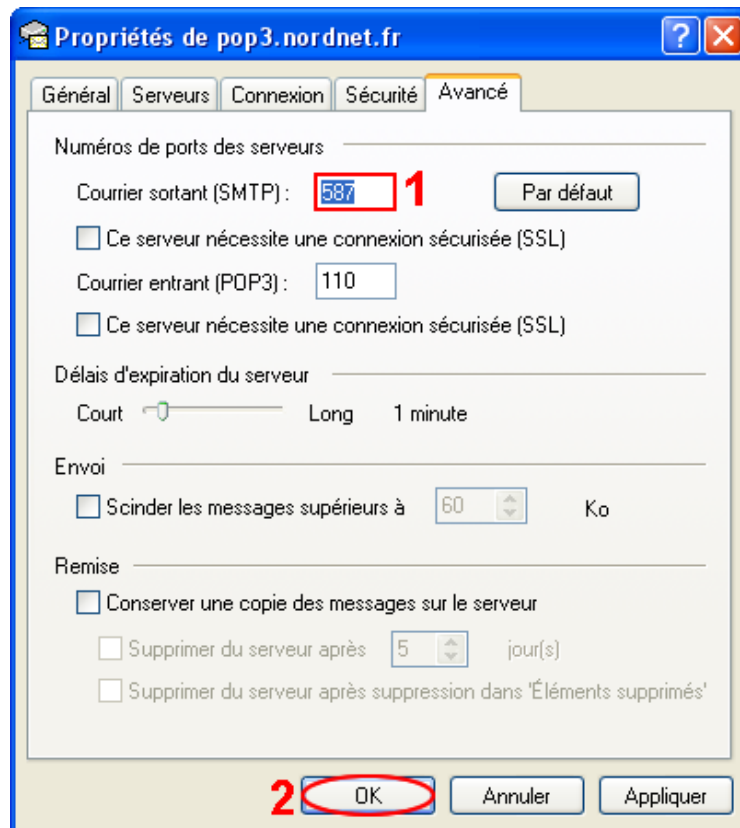 Propriétés de pop3.nordnet.fr
Général Serveurs Connexion Sécurité Avancé
Numéros de ports des serveurs
Courrier sortant (SMTP) : 587 1 Par défaut
Ce serveur nécessite une connexion sécurisée (SSL)
Courrier entrant (POP3) : 110
Ce serveur nécessite une connexion sécurisée (SSL)
Délais d'expiration du serveur
Court Long 1 minute
Envoi
Scinder les messages supérieurs à 60 Ko
Remise
Conserver une copie des messages sur le serveur
Supprimer du serveur après 5 jour(s)
Supprimer du serveur après suppression dans 'Éléments supprimés'
2 OK Annuler Appliquer